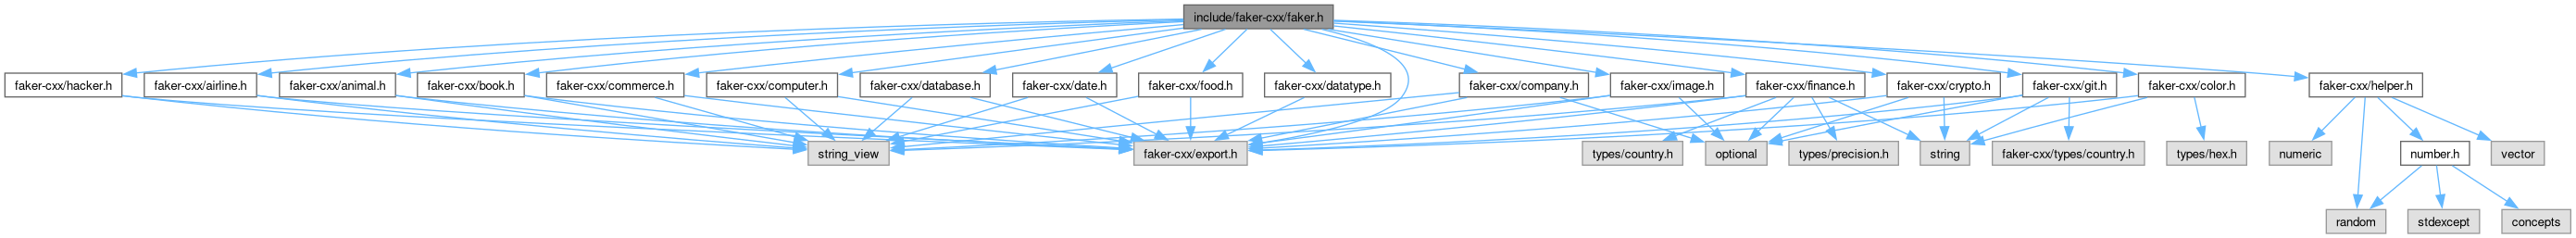 include/faker-cxx/faker.h
faker-cxx/hacker.h
faker-cxx/airline.h
faker-cxx/animal.h
faker-cxx/book.h
faker-cxx/commerce.h
faker-cxx/computer.h
faker-cxx/database.h
faker-cxx/date.h
faker-cxx/food.h
faker-cxx/datatype.h
faker-cxx/company.h
faker-cxx/image.h
faker-cxx/finance.h
faker-cxx/crypto.h
faker-cxx/git.h
faker-cxx/color.h
faker-cxx/helper.h
string_view
faker-cxx/export.h
types/country.h
optional
types/precision.h
string
faker-cxx/types/country.h
types/hex.h
numeric
number.h
vector
random
stdexcept
concepts